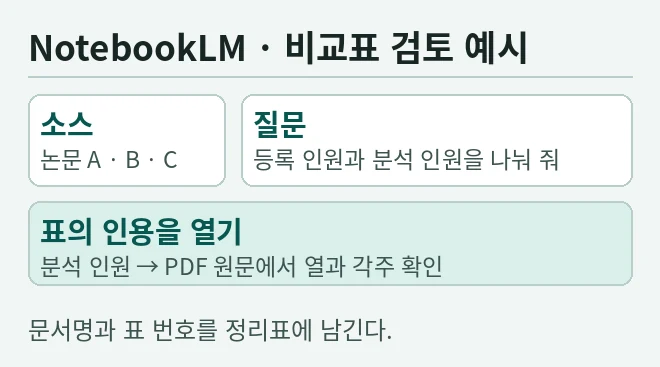 NotebookLM · 비교표 검토 예시
소스
논문 A · B · C
질문
등록 인원과 분석 인원을 나눠 줘
표의 인용을 열기
분석 인원 → PDF 원문에서 열과 각주 확인
문서명과 표 번호를 정리표에 남긴다.